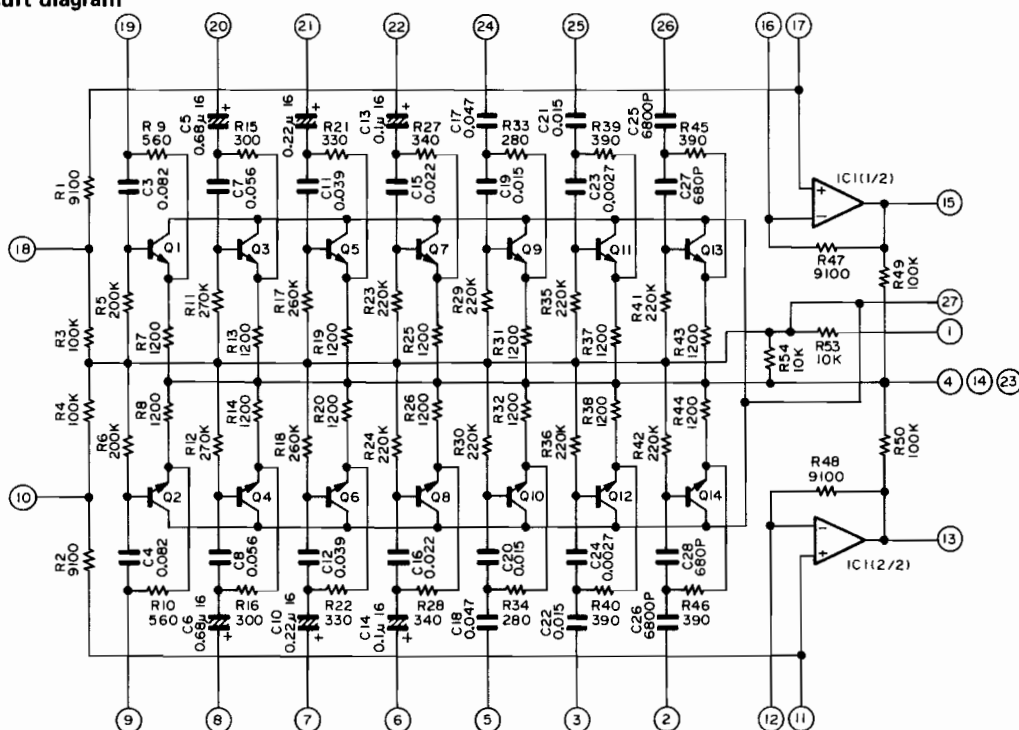 cuit diagram
19 20 21 22 24 25 26 16 17
C5 0.68μ 16 +
C9 0.22μ 16 +
C13 0.1μ 16 +
C17 0.047
C21 0.015
C25 6800P
R9 560
R15 300
R21 330
R27 340
R33 280
R39 390
R45 390
R1 9100
C3 0.082
C7 0.056
C11 0.039
C15 0.022
C19 0.015
C23 0.0027
C27 680P
IC1(1/2)
+
−
15
18
Q1 Q3 Q5 Q7 Q9 Q11 Q13
R47 9100
R49 100K
R3 100K
R5 200K
R7 1200
R11 270K
R13 1200
R17 260K
R19 1200
R23 220K
R25 1200
R29 220K
R31 1200
R35 220K
R37 1200
R41 220K
R43 1200
27
R53 10K
1
R54 10K
4 14 23
R4 100K
R6 200K
R8 1200
R12 270K
R14 1200
R18 260K
R20 1200
R24 220K
R26 1200
R30 220K
R32 1200
R36 220K
R38 1200
R42 220K
R44 1200
R50 100K
R48 9100
10
Q2 Q4 Q6 Q8 Q10 Q12 Q14
−
+
13
IC1(2/2)
R2 9100
C4 0.082
C8 0.056
C12 0.039
C16 0.022
C20 0.015
C24 0.0027
C28 680P
R10 560
R16 300
R22 330
R28 340
R34 280
R40 390
R46 390
C6 0.68μ 16 +
C10 0.22μ 16 +
C14 0.1μ 16 +
C18 0.047
C22 0.015
C26 6800P
9 8 7 6 5 3 2 12 11